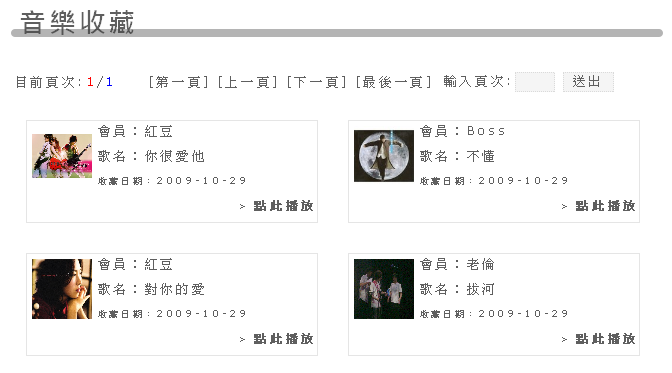 音樂收藏
目前頁次:1/1 [第一頁] [上一頁] [下一頁] [最後一頁] 輸入頁次: 送出
會員：紅豆
歌名：你很愛他
收藏日期：2009-10-29
> 點此播放
會員：Boss
歌名：不懂
收藏日期：2009-10-29
> 點此播放
會員：紅豆
歌名：對你的愛
收藏日期：2009-10-29
> 點此播放
會員：老倫
歌名：拔河
收藏日期：2009-10-29
> 點此播放